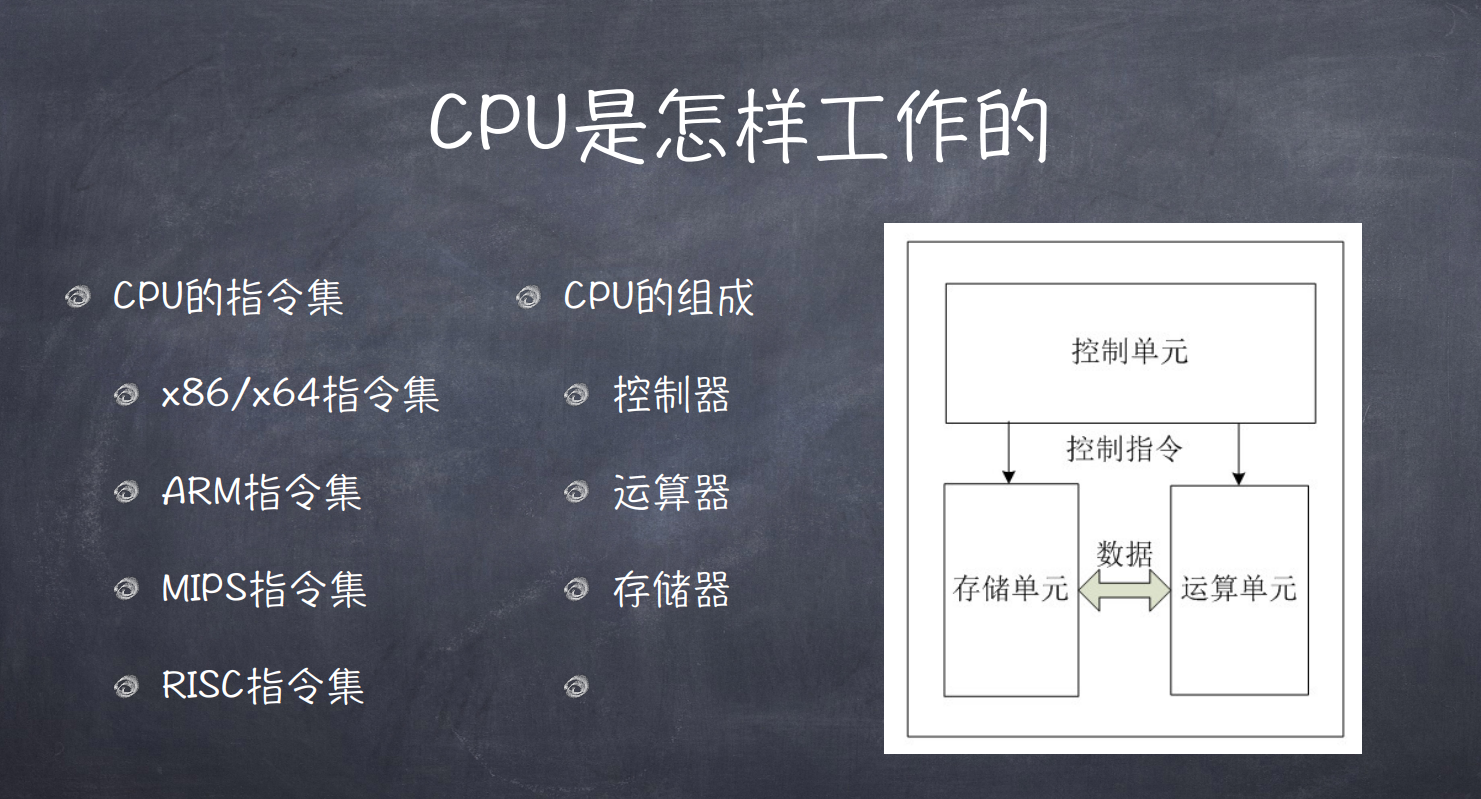 CPU是怎样工作的
CPU的指令集
x86/x64指令集
ARM指令集
MIPS指令集
RISC指令集
CPU的组成
控制器
运算器
存储器
控制单元
控制指令
数据
存储单元
运算单元